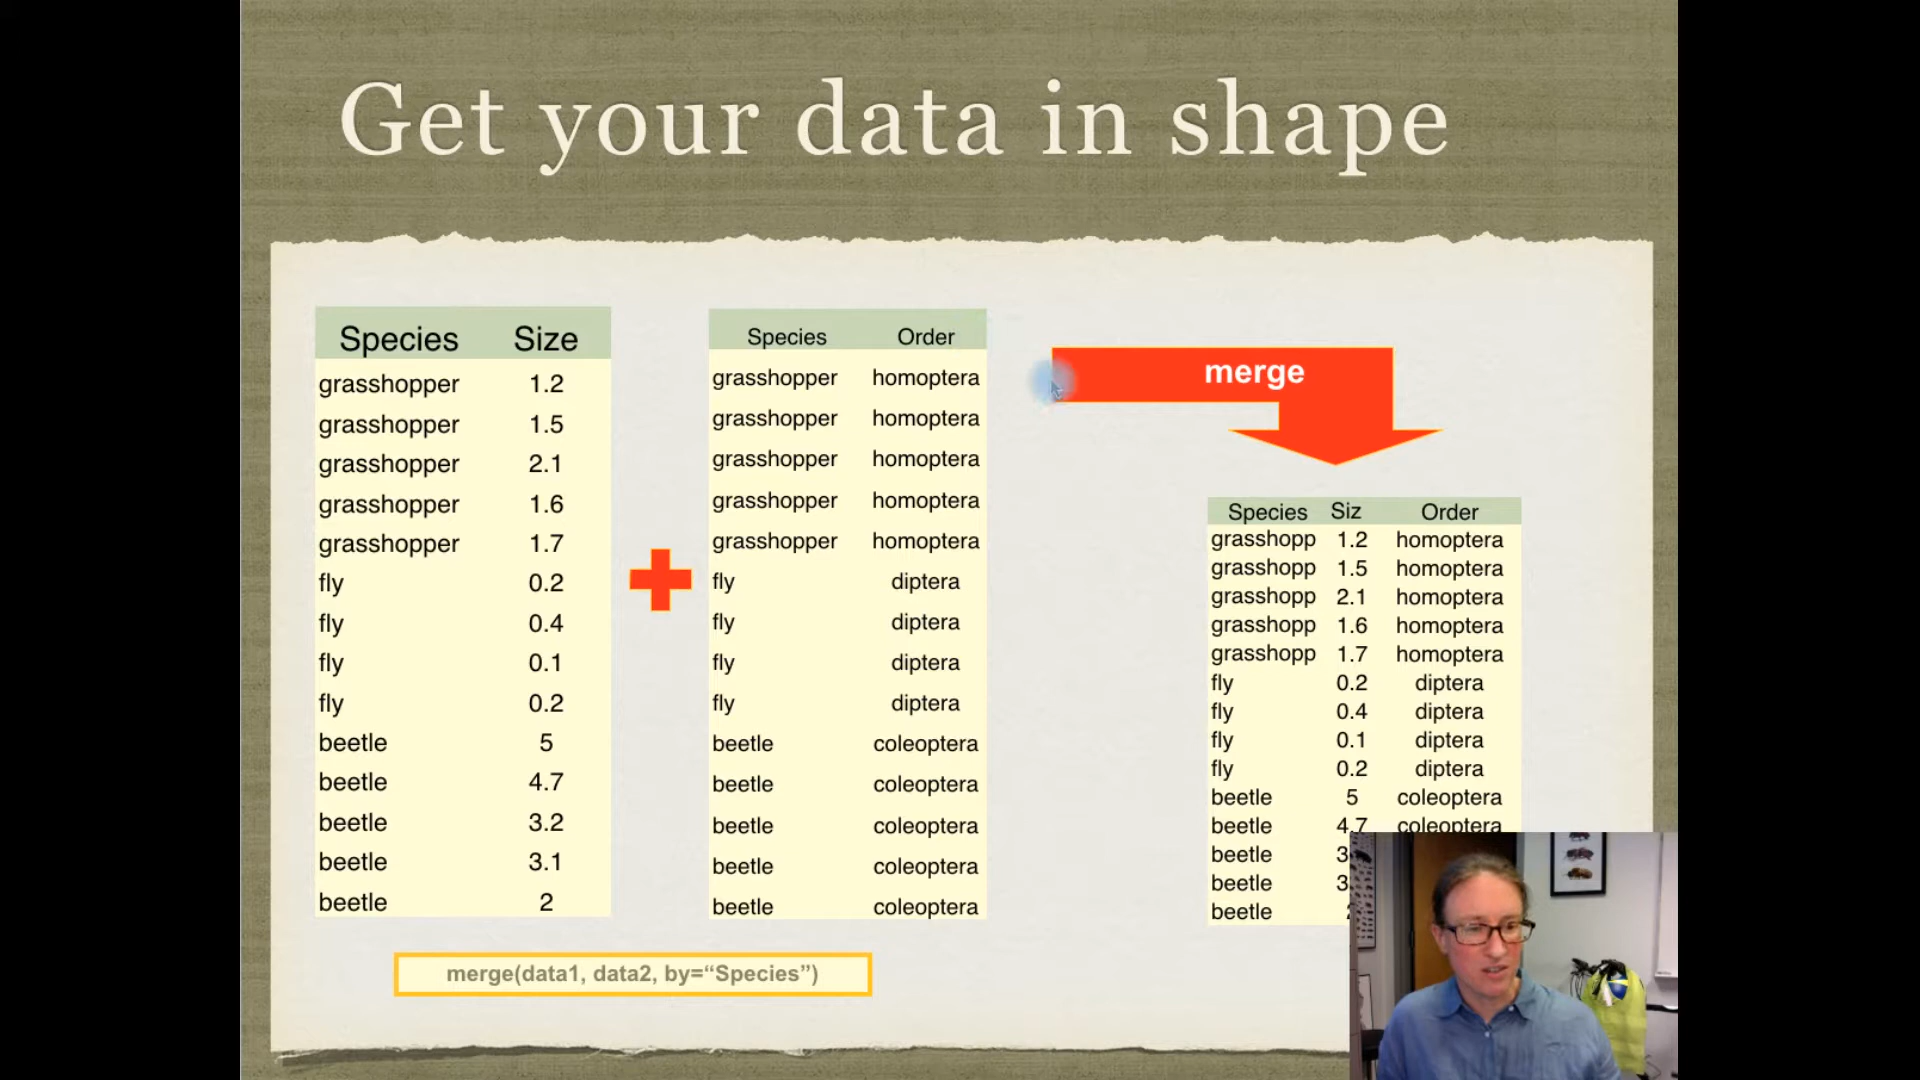 Get your data in shape
Species Size
grasshopper 1.2
grasshopper 1.5
grasshopper 2.1
grasshopper 1.6
grasshopper 1.7
fly 0.2
fly 0.4
fly 0.1
fly 0.2
beetle 5
beetle 4.7
beetle 3.2
beetle 3.1
beetle 2
Species Order
grasshopper homoptera
grasshopper homoptera
grasshopper homoptera
grasshopper homoptera
grasshopper homoptera
fly diptera
fly diptera
fly diptera
fly diptera
beetle coleoptera
beetle coleoptera
beetle coleoptera
beetle coleoptera
beetle coleoptera
merge
Species Siz Order
grasshopp 1.2 homoptera
grasshopp 1.5 homoptera
grasshopp 2.1 homoptera
grasshopp 1.6 homoptera
grasshopp 1.7 homoptera
fly 0.2 diptera
fly 0.4 diptera
fly 0.1 diptera
fly 0.2 diptera
beetle 5 coleoptera
beetle 4.7 coleoptera
beetle 3
beetle 3
beetle
merge(data1, data2, by=“Species”)